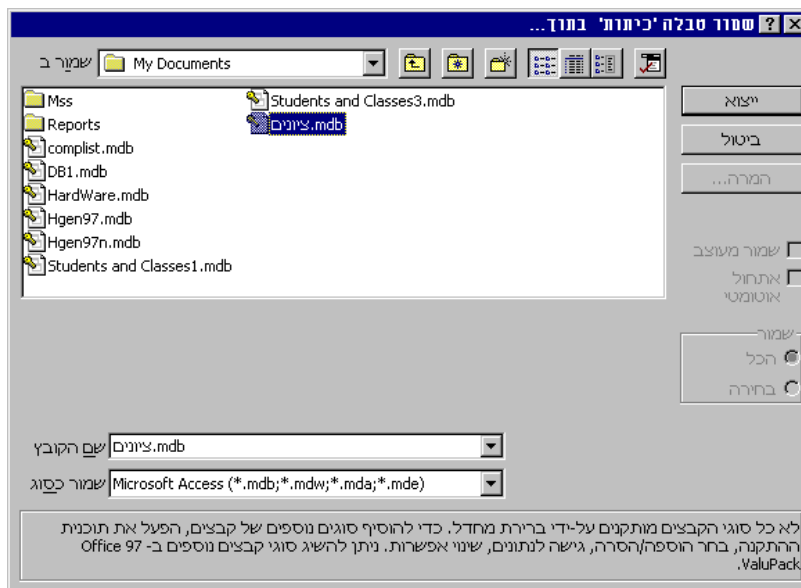 שמור טבלה 'כיתות' בתוך...
שמור ב My Documents
Mss
Reports
complist.mdb
DB1.mdb
HardWare.mdb
Hgen97.mdb
Hgen97n.mdb
Students and Classes1.mdb
Students and Classes3.mdb
ציונים.mdb
ייצוא
ביטול
המרה...
שמור מעוצב
אתחול
אוטומטי
שמור
הכל
בחירה
שם הקובץ ציונים.mdb
שמור כסוג Microsoft Access (*.mdb;*.mdw;*.mda;*.mde)
לא כל סוגי הקבצים מותקנים על-ידי ברירת מחדל. כדי להוסיף סוגים נוספים של קבצים, הפעל את תוכנית
ההתקנה, בחר הוספה/הסרה, גישה לנתונים, שינוי אפשרות. ניתן להשיג סוגי קבצים נוספים ב- Office 97
ValuPack.